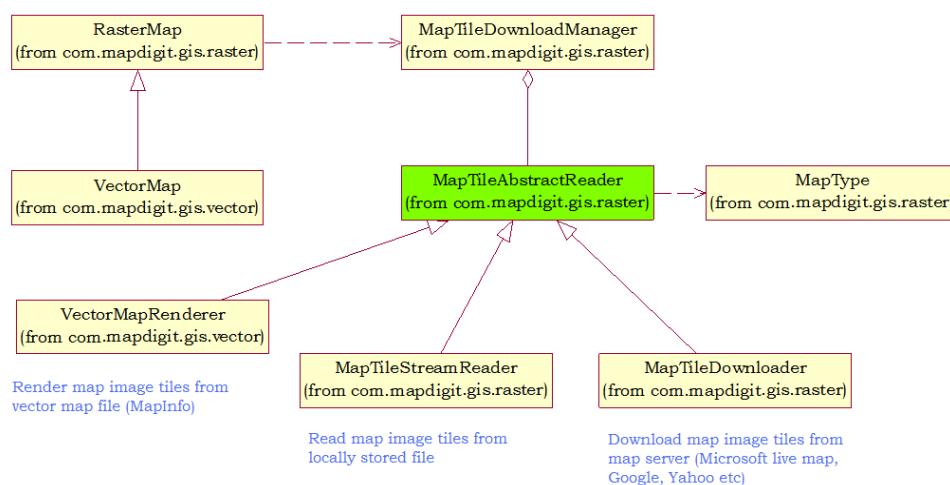 RasterMap
(from com.mapdigit.gis.raster)
MapTileDownloadManager
(from com.mapdigit.gis.raster)
VectorMap
(from com.mapdigit.gis.vector)
MapTileAbstractReader
(from com.mapdigit.gis.raster)
MapType
(from com.mapdigit.gis.raster)
VectorMapRenderer
(from com.mapdigit.gis.vector)
Render map image tiles from
vector map file (MapInfo)
MapTileStreamReader
(from com.mapdigit.gis.raster)
Read map image tiles from
locally stored file
MapTileDownloader
(from com.mapdigit.gis.raster)
Download map image tiles from
map server (Microsoft live map,
Google, Yahoo etc)